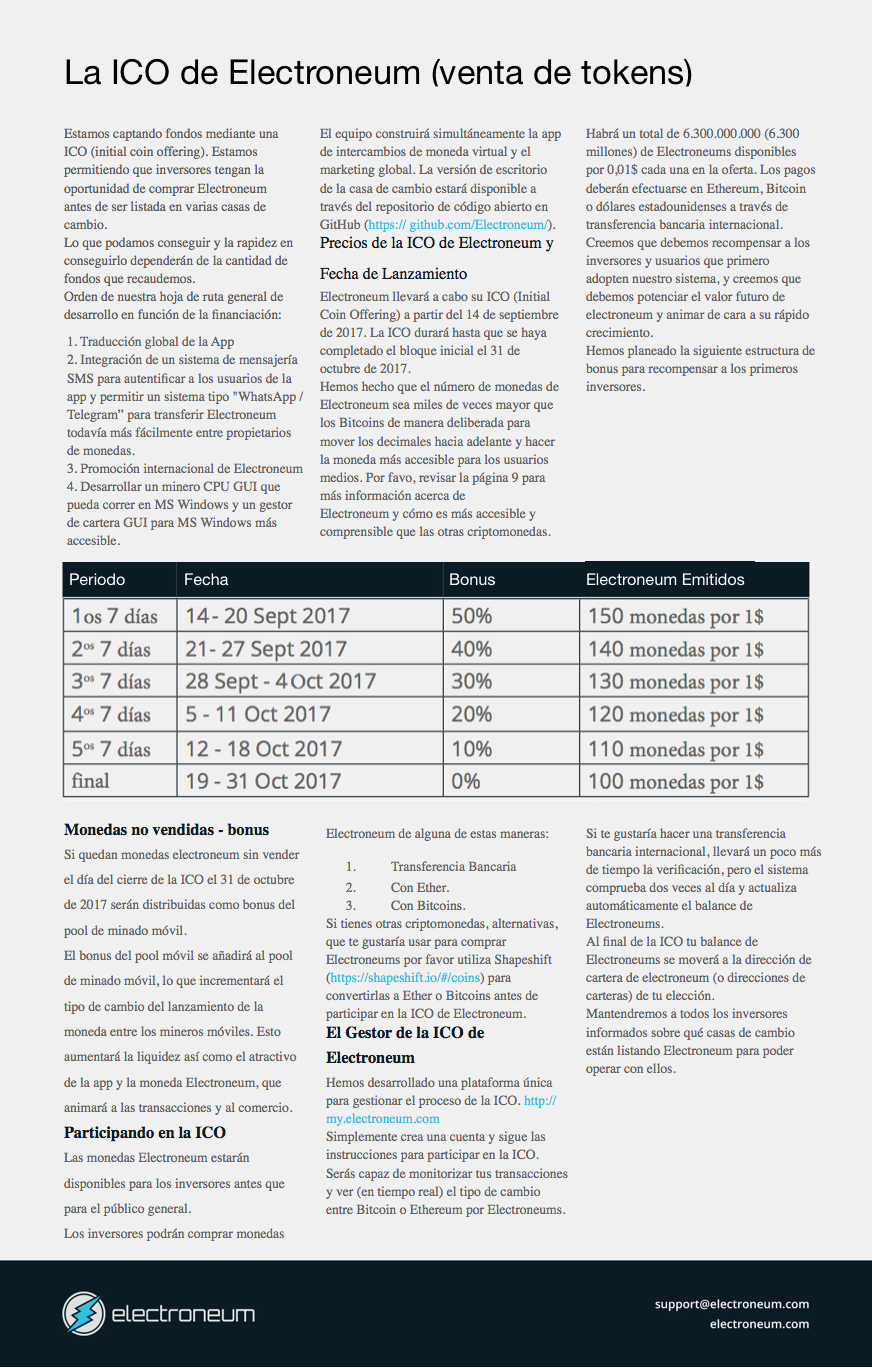 La ICO de Electroneum (venta de tokens)
Estamos captando fondos mediante una
ICO (initial coin offering). Estamos
permitiendo que inversores tengan la
oportunidad de comprar Electroneum
antes de ser listada en varias casas de
cambio.
Lo que podamos conseguir y la rapidez en
conseguirlo dependerán de la cantidad de
fondos que recaudemos.
Orden de nuestra hoja de ruta general de
desarrollo en función de la financiación:
1. Traducción global de la App
2. Integración de un sistema de mensajería
SMS para autentificar a los usuarios de la
app y permitir un sistema tipo "WhatsApp /
Telegram” para transferir Electroneum
todavía más fácilmente entre propietarios
de monedas.
3. Promoción internacional de Electroneum
4. Desarrollar un minero CPU GUI que
pueda correr en MS Windows y un gestor
de cartera GUI para MS Windows más
accesible.
El equipo construirá simultáneamente la app
de intercambios de moneda virtual y el
marketing global. La versión de escritorio
de la casa de cambio estará disponible a
través del repositorio de código abierto en
GitHub (https:// github.com/Electroneum/).
Precios de la ICO de Electroneum y
Fecha de Lanzamiento
Electroneum llevará a cabo su ICO (Initial
Coin Offering) a partir del 14 de septiembre
de 2017. La ICO durará hasta que se haya
completado el bloque inicial el 31 de
octubre de 2017.
Hemos hecho que el número de monedas de
Electroneum sea miles de veces mayor que
los Bitcoins de manera deliberada para
mover los decimales hacia adelante y hacer
la moneda más accesible para los usuarios
medios. Por favo, revisar la página 9 para
más información acerca de
Electroneum y cómo es más accesible y
comprensible que las otras criptomonedas.
Habrá un total de 6.300.000.000 (6.300
millones) de Electroneums disponibles
por 0,01$ cada una en la oferta. Los pagos
deberán efectuarse en Ethereum, Bitcoin
o dólares estadounidenses a través de
transferencia bancaria internacional.
Creemos que debemos recompensar a los
inversores y usuarios que primero
adopten nuestro sistema, y creemos que
debemos potenciar el valor futuro de
electroneum y animar de cara a su rápido
crecimiento.
Hemos planeado la siguiente estructura de
bonus para recompensar a los primeros
inversores.
Periodo Fecha Bonus Electroneum Emitidos
1os 7 días 14- 20 Sept 2017 50% 150 monedas por 1$
2os 7 días 21- 27 Sept 2017 40% 140 monedas por 1$
3os 7 días 28 Sept - 4 Oct 2017 30% 130 monedas por 1$
4os 7 días 5 - 11 Oct 2017 20% 120 monedas por 1$
5os 7 días 12 - 18 Oct 2017 10% 110 monedas por 1$
final 19 - 31 Oct 2017 0% 100 monedas por 1$
Monedas no vendidas - bonus
Si quedan monedas electroneum sin vender
el día del cierre de la ICO el 31 de octubre
de 2017 serán distribuidas como bonus del
pool de minado móvil.
El bonus del pool móvil se añadirá al pool
de minado móvil, lo que incrementará el
tipo de cambio del lanzamiento de la
moneda entre los mineros móviles. Esto
aumentará la liquidez así como el atractivo
de la app y la moneda Electroneum, que
animará a las transacciones y al comercio.
Participando en la ICO
Las monedas Electroneum estarán
disponibles para los inversores antes que
para el público general.
Los inversores podrán comprar monedas
Electroneum de alguna de estas maneras:
1. Transferencia Bancaria
2. Con Ether.
3. Con Bitcoins.
Si tienes otras criptomonedas, alternativas,
que te gustaría usar para comprar
Electroneums por favor utiliza Shapeshift
(https://shapeshift.io/#/coins) para
convertirlas a Ether o Bitcoins antes de
participar en la ICO de Electroneum.
El Gestor de la ICO de
Electroneum
Hemos desarrollado una plataforma única
para gestionar el proceso de la ICO. http://
my.electroneum.com
Simplemente crea una cuenta y sigue las
instrucciones para participar en la ICO.
Serás capaz de monitorizar tus transacciones
y ver (en tiempo real) el tipo de cambio
entre Bitcoin o Ethereum por Electroneums.
Si te gustaría hacer una transferencia
bancaria internacional, llevará un poco más
de tiempo la verificación, pero el sistema
comprueba dos veces al día y actualiza
automáticamente el balance de
Electroneums.
Al final de la ICO tu balance de
Electroneums se moverá a la dirección de
cartera de electroneum (o direcciones de
carteras) de tu elección.
Mantendremos a todos los inversores
informados sobre qué casas de cambio
están listando Electroneum para poder
operar con ellos.
electroneum
support@electroneum.com
electroneum.com